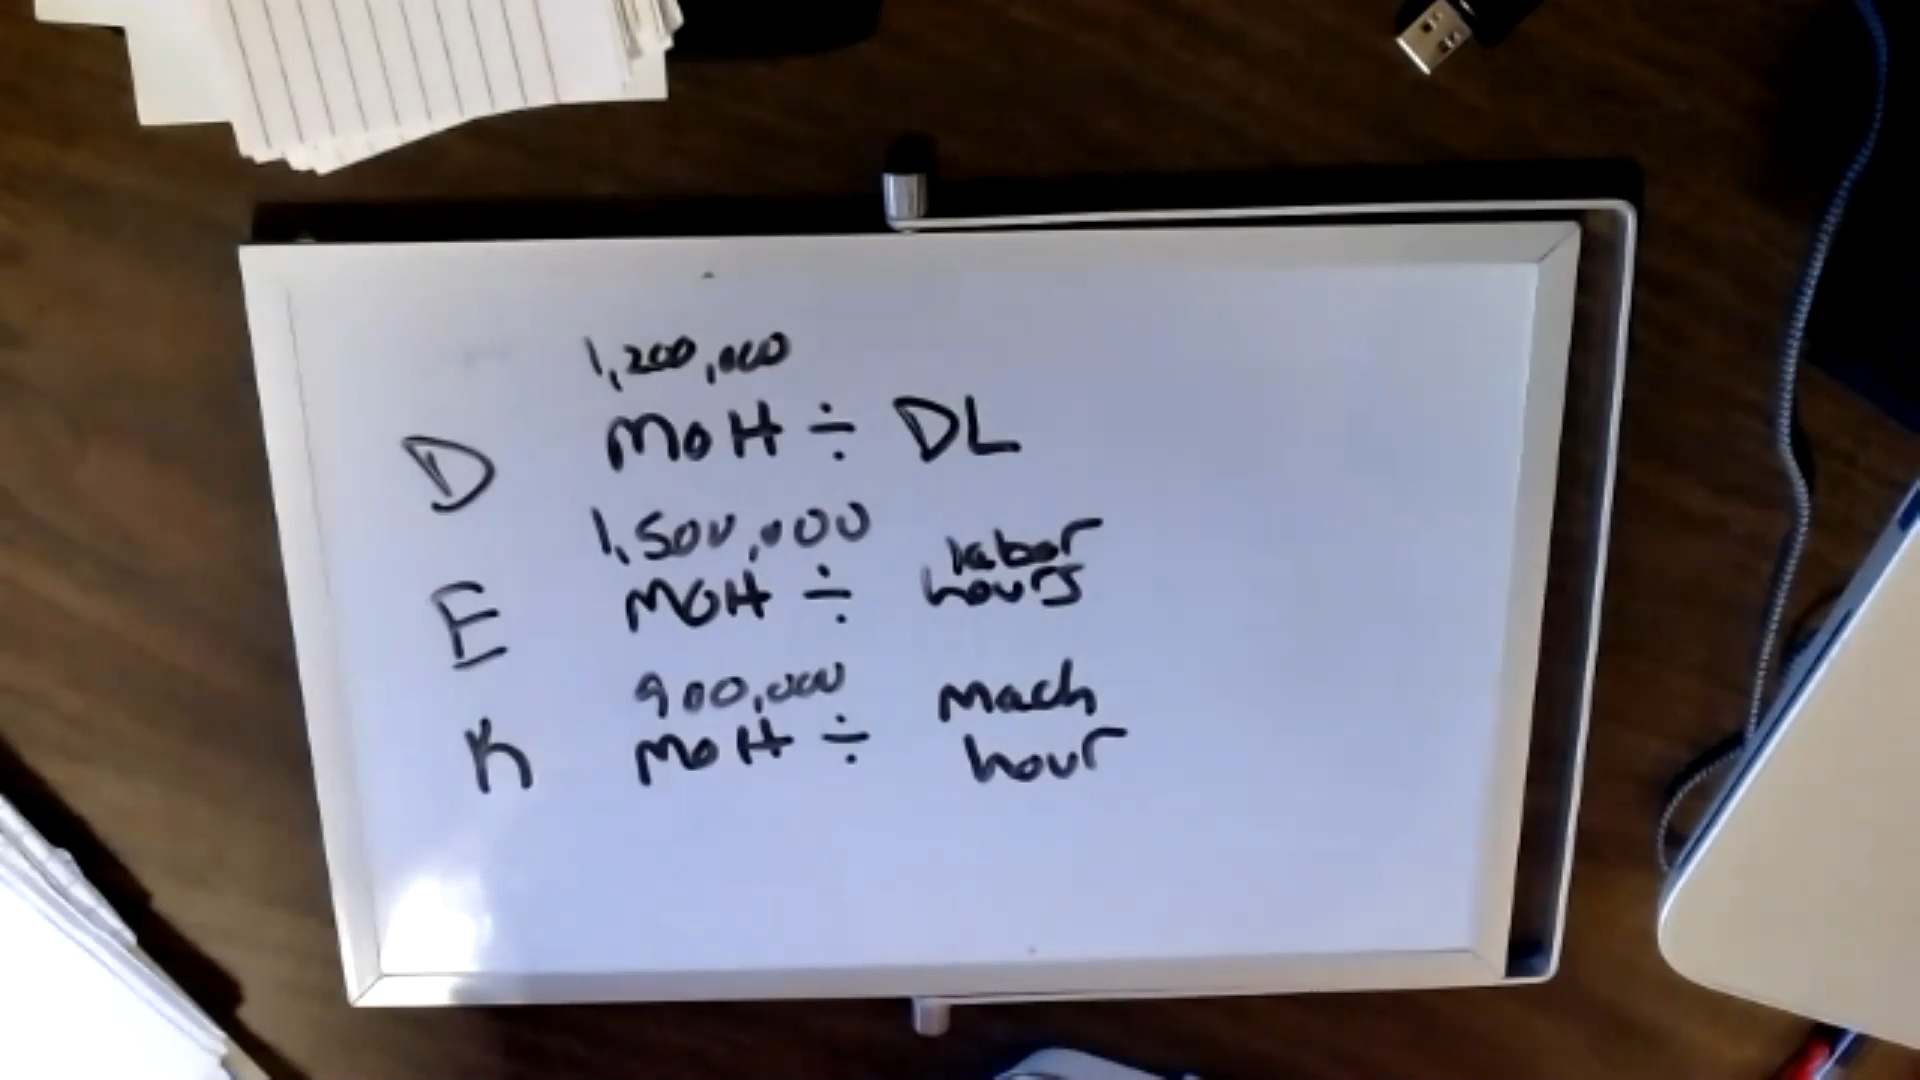 1,200,000
D MOH ÷ DL
1,500,000 labor
E MOH ÷ hours
900,000 Mach
K MOH ÷ hour